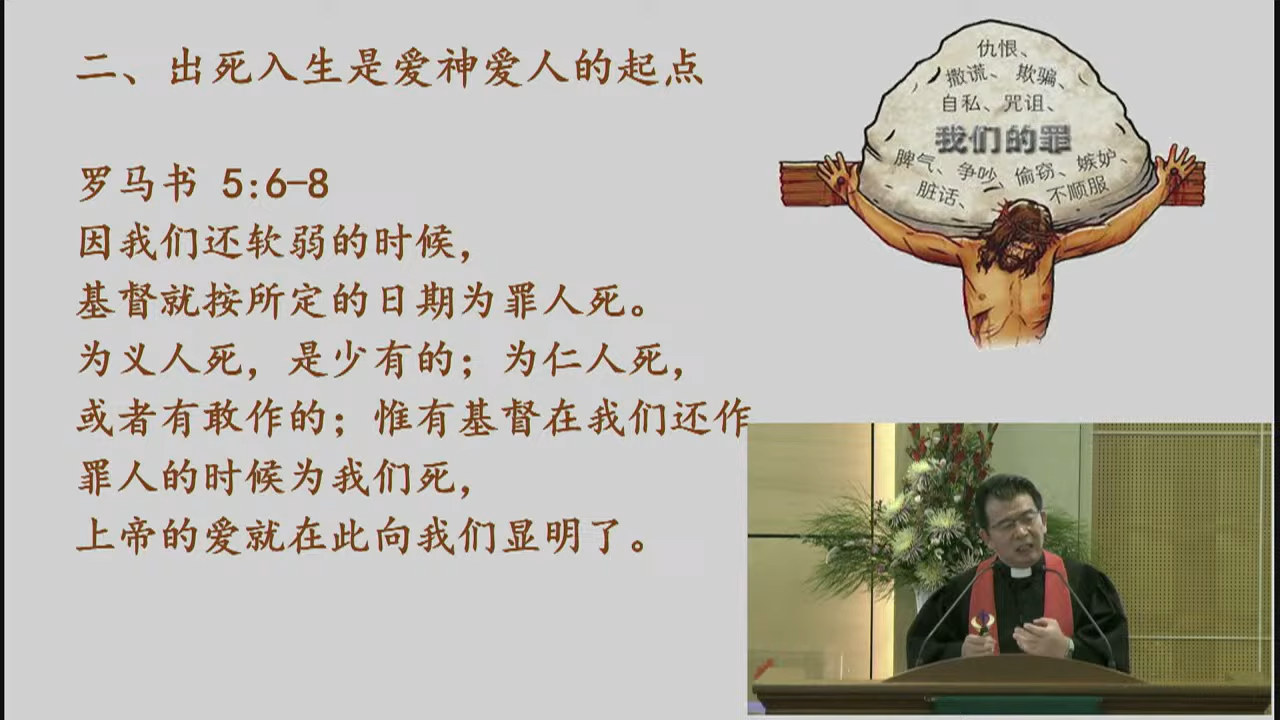 二、出死入生是爱神爱人的起点
罗马书 5:6-8
因我们还软弱的时候，
基督就按所定的日期为罪人死。
为义人死，是少有的；为仁人死，
或者有敢作的；惟有基督在我们还作
罪人的时候为我们死，
上帝的爱就在此向我们显明了。
仇恨、
撒谎、欺骗、
自私、咒诅、
我们的罪
脾气、争吵、偷窃、嫉妒、
脏话、不顺服